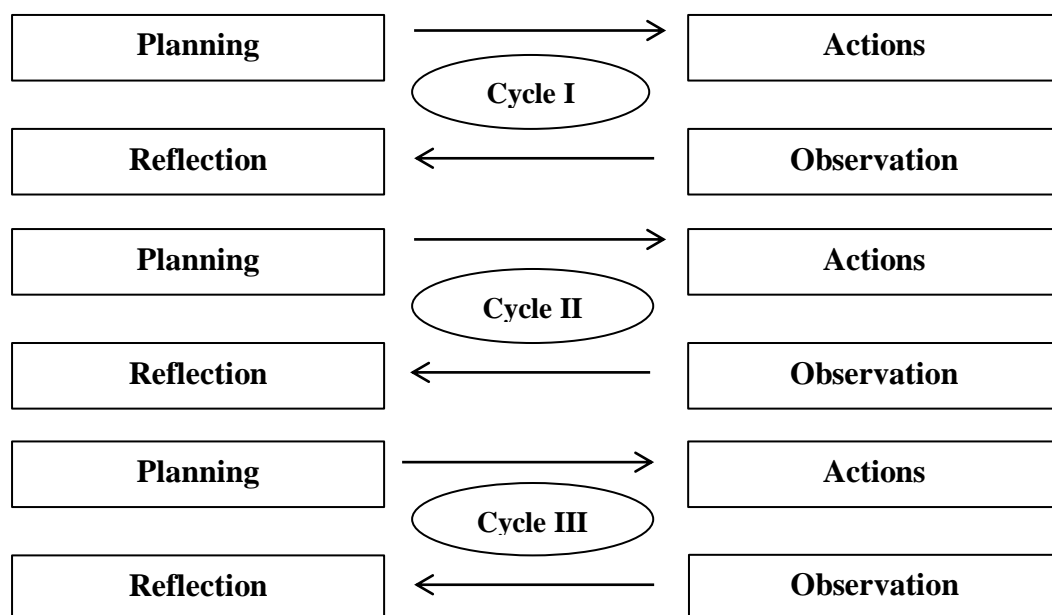 Planning
Actions
Cycle I
Reflection
Observation
Planning
Actions
Cycle II
Reflection
Observation
Planning
Actions
Cycle III
Reflection
Observation